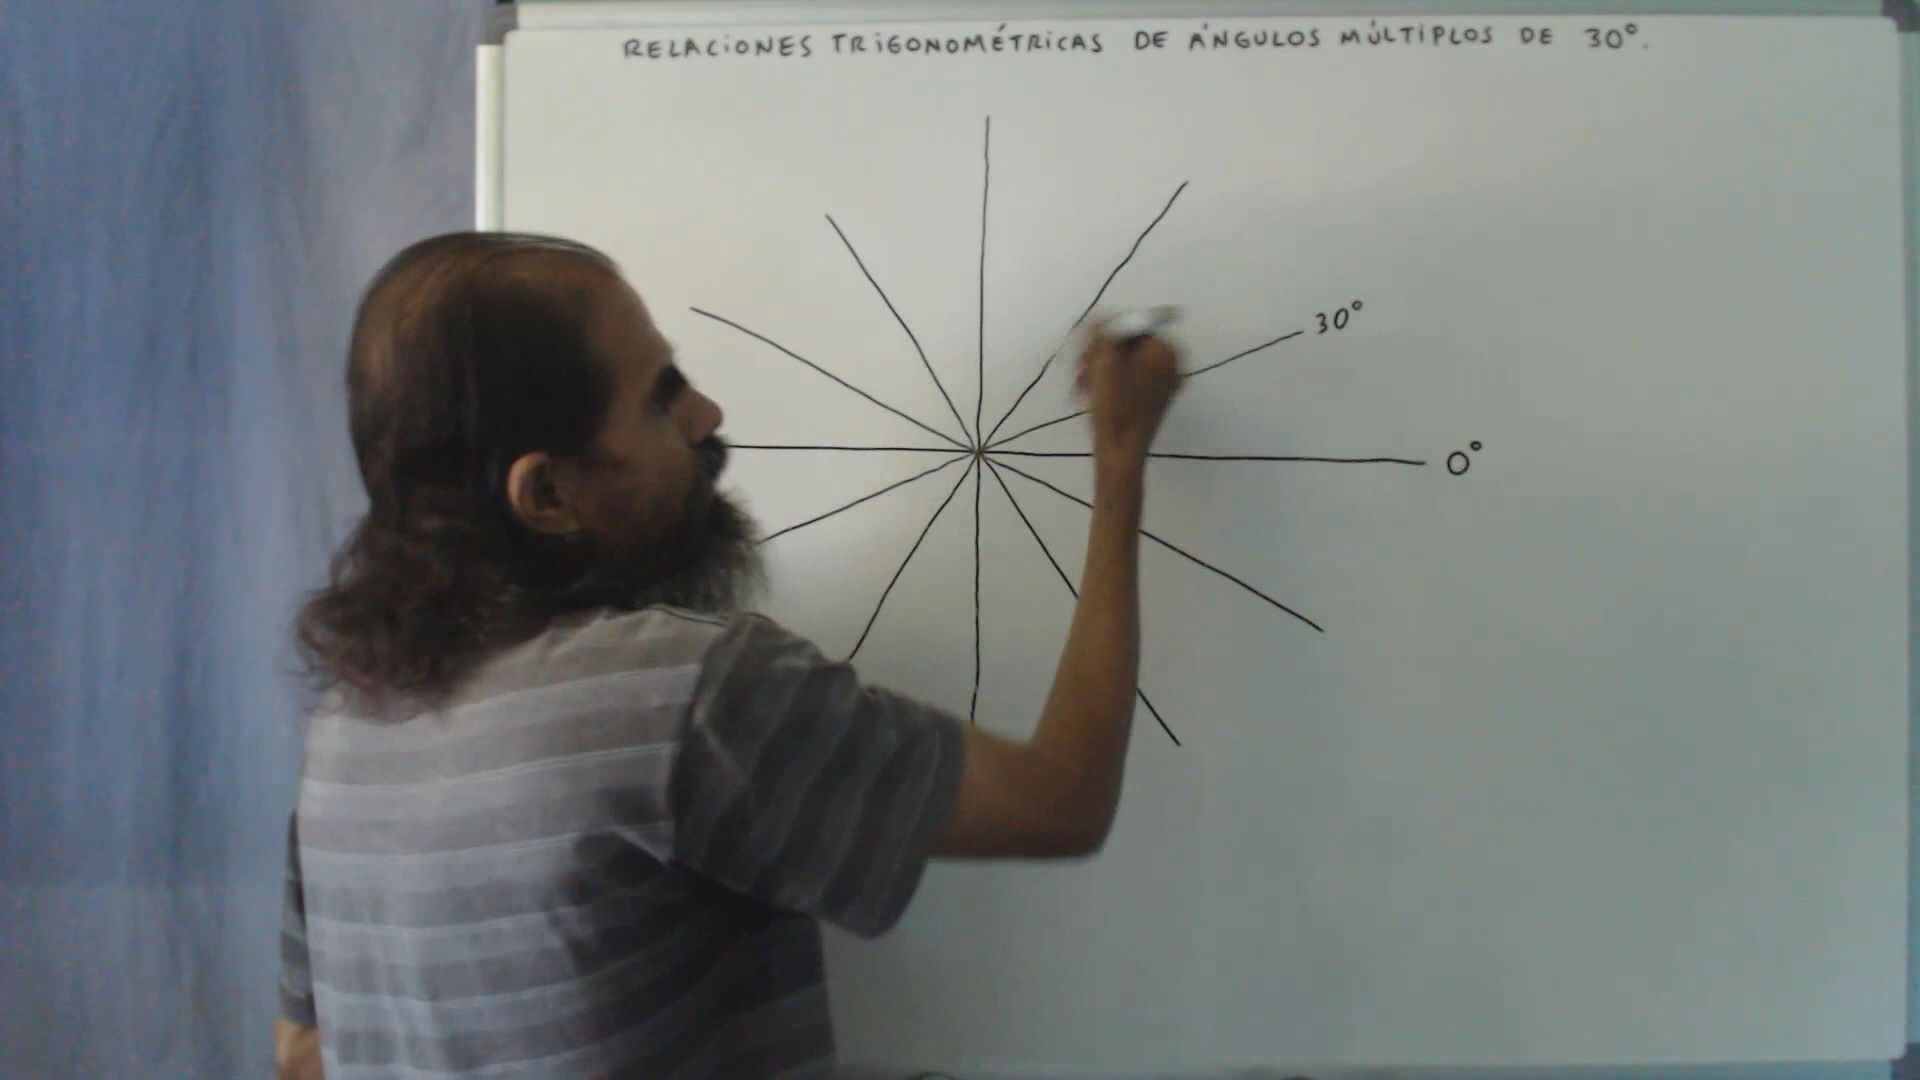 RELACIONES TRIGONOMÉTRICAS DE ÁNGULOS MÚLTIPLOS DE 30°.
30°
0°